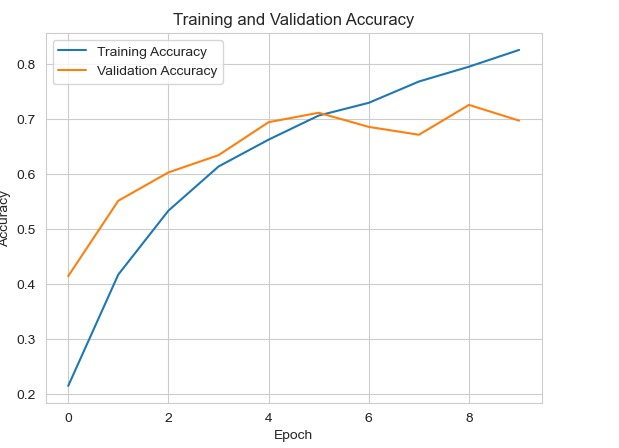 Training and Validation Accuracy
Training Accuracy
Validation Accuracy
0.8
0.7
0.6
0.5
0.4
0.3
0.2
Accuracy
0 2 4 6 8
Epoch